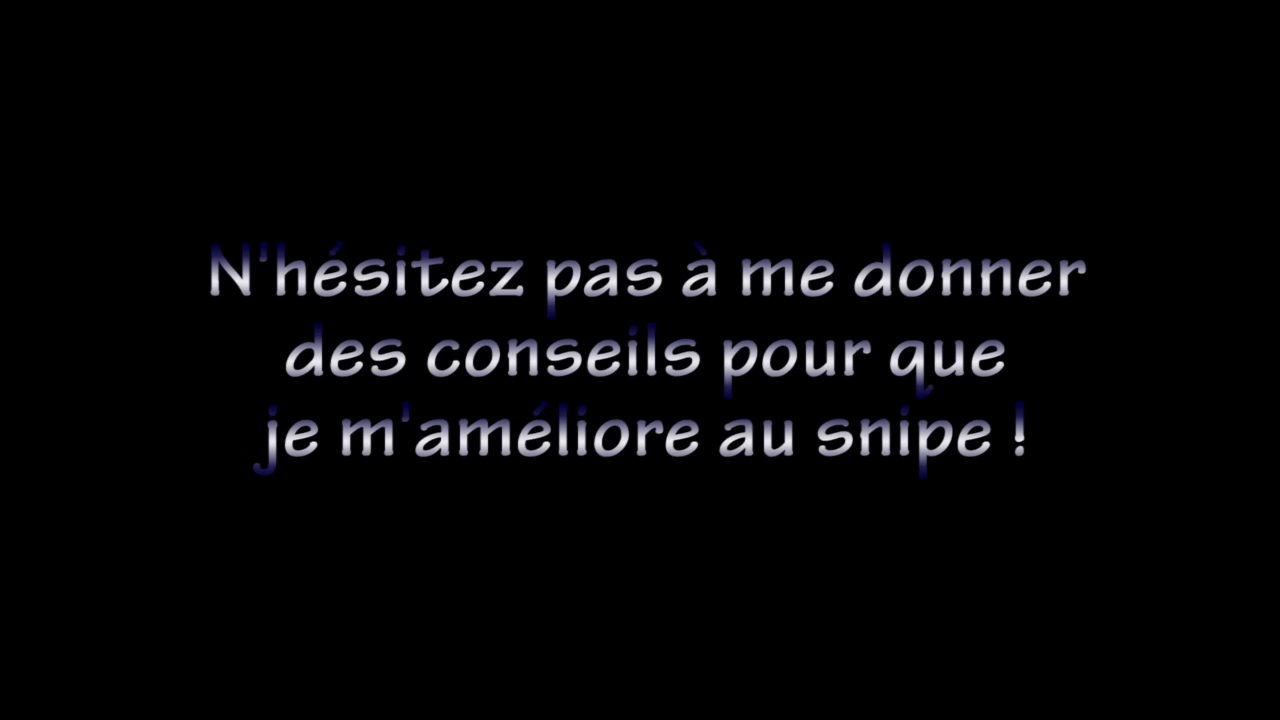 N'hésitez pas à me donner
des conseils pour que
je m'améliore au snipe !